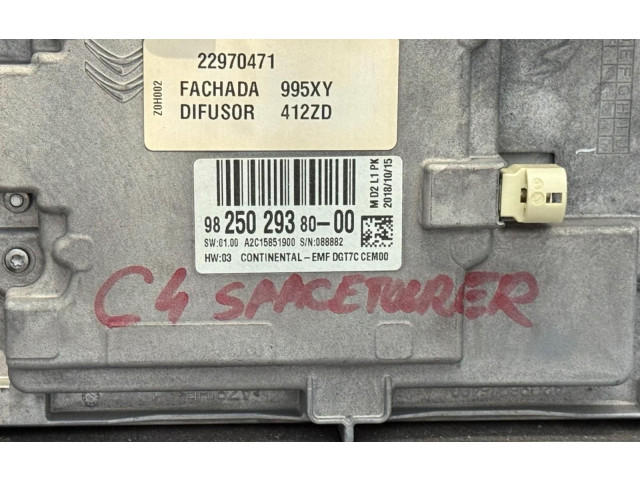 22970471
Z0H002
FACHADA 995XY
DIFUSOR 412ZD
98 250 293 80-00
SW:01.00 A2C15851900 S/N:088882
HW:03 CONTINENTAL-EMF DGT7C CEM00
M D2 L1 PK
2018/10/15
C4 SPACETOURER